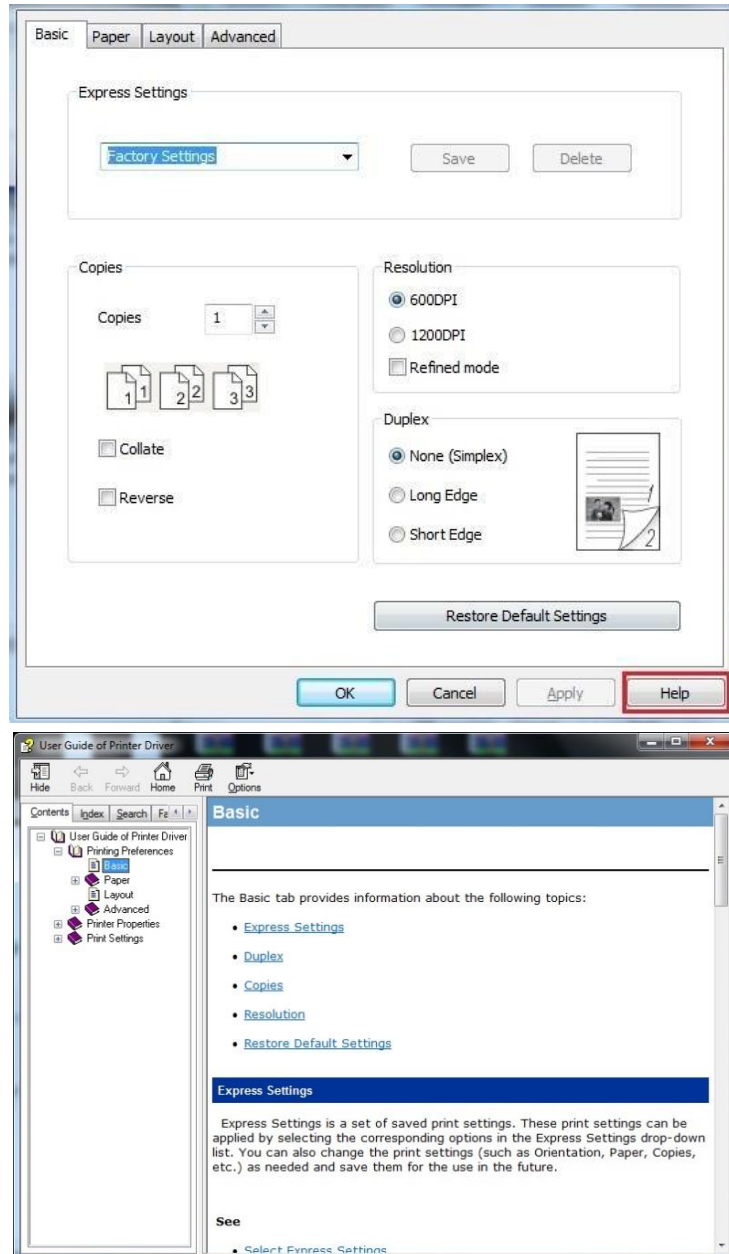 Basic Paper Layout Advanced
Express Settings
Factory Settings Save Delete
Copies
Copies 1
1 1 2 2 3 3
Collate
Reverse
Resolution
600DPI
1200DPI
Refined mode
Duplex
None (Simplex)
Long Edge
Short Edge
1
2
Restore Default Settings
OK Cancel Apply Help
User Guide of Printer Driver
Hide Back Forward Home Print Options
Contents Index Search
User Guide of Printer Driver
Printing Preferences
Basic
Paper
Layout
Advanced
Printer Properties
Print Settings
Basic
The Basic tab provides information about the following topics:
• Express Settings
• Duplex
• Copies
• Resolution
• Restore Default Settings
Express Settings
Express Settings is a set of saved print settings. These print settings can be
applied by selecting the corresponding options in the Express Settings drop-down
list. You can also change the print settings (such as Orientation, Paper, Copies,
etc.) as needed and save them for the use in the future.
See
• Select Express Settings